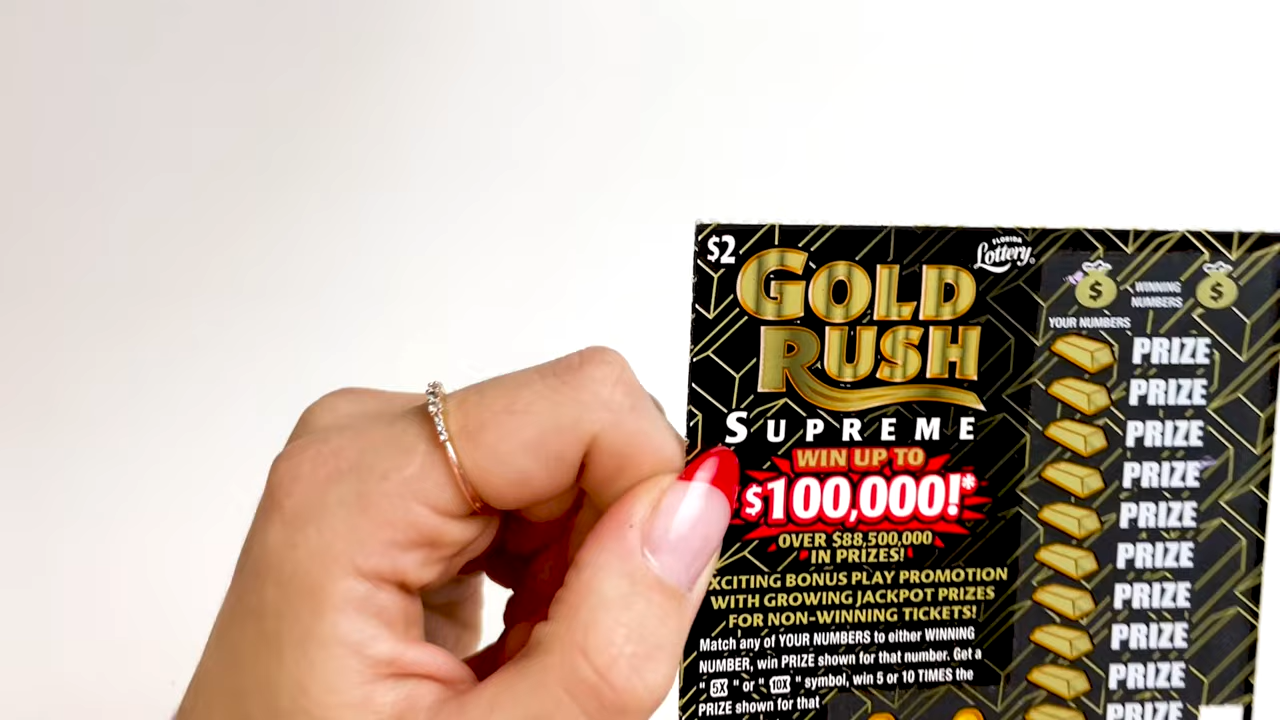 $2
GOLD
RUSH
SUPREME
FLORIDA
Lottery
WIN UP TO
$100,000!*
OVER $88,500,000
IN PRIZES!
XCITING BONUS PLAY PROMOTION
WITH GROWING JACKPOT PRIZES
FOR NON-WINNING TICKETS!
Match any of YOUR NUMBERS to either WINNING
NUMBER, win PRIZE shown for that number. Get a
" 5X " or " 10X " symbol, win 5 or 10 TIMES the
PRIZE shown for that
$ WINNING NUMBERS $
YOUR NUMBERS
PRIZE
PRIZE
PRIZE
PRIZE
PRIZE
PRIZE
PRIZE
PRIZE
PRIZE
PRIZE